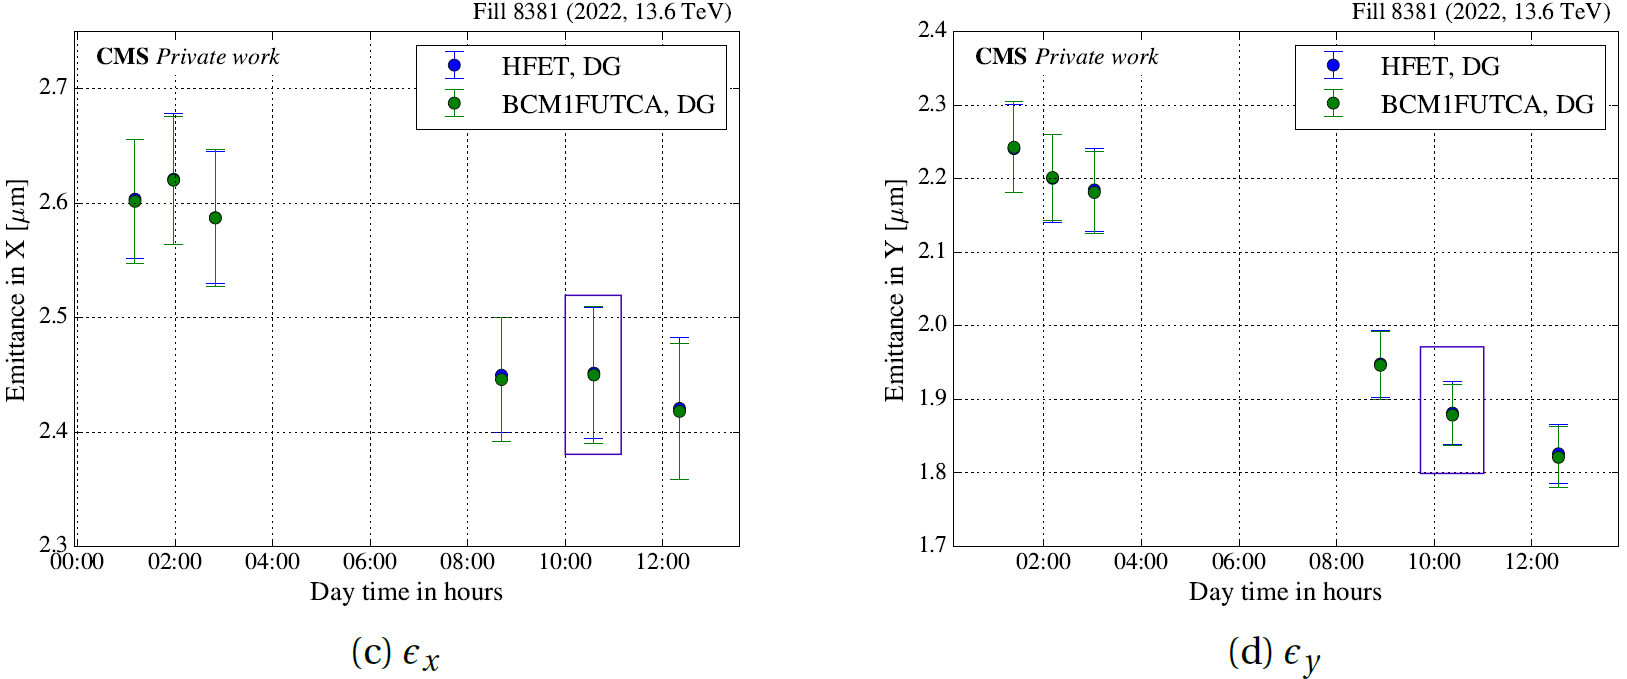 Fill 8381 (2022, 13.6 TeV)
CMS Private work
HFET, DG
BCM1FUTCA, DG
2.7
2.6
2.5
2.4
2.3
Emittance in X [μm]
00:00 02:00 04:00 06:00 08:00 10:00 12:00
Day time in hours
(c) ϵx
Fill 8381 (2022, 13.6 TeV)
CMS Private work
HFET, DG
BCM1FUTCA, DG
2.4
2.3
2.2
2.1
2.0
1.9
1.8
1.7
Emittance in Y [μm]
02:00 04:00 06:00 08:00 10:00 12:00
Day time in hours
(d) ϵy